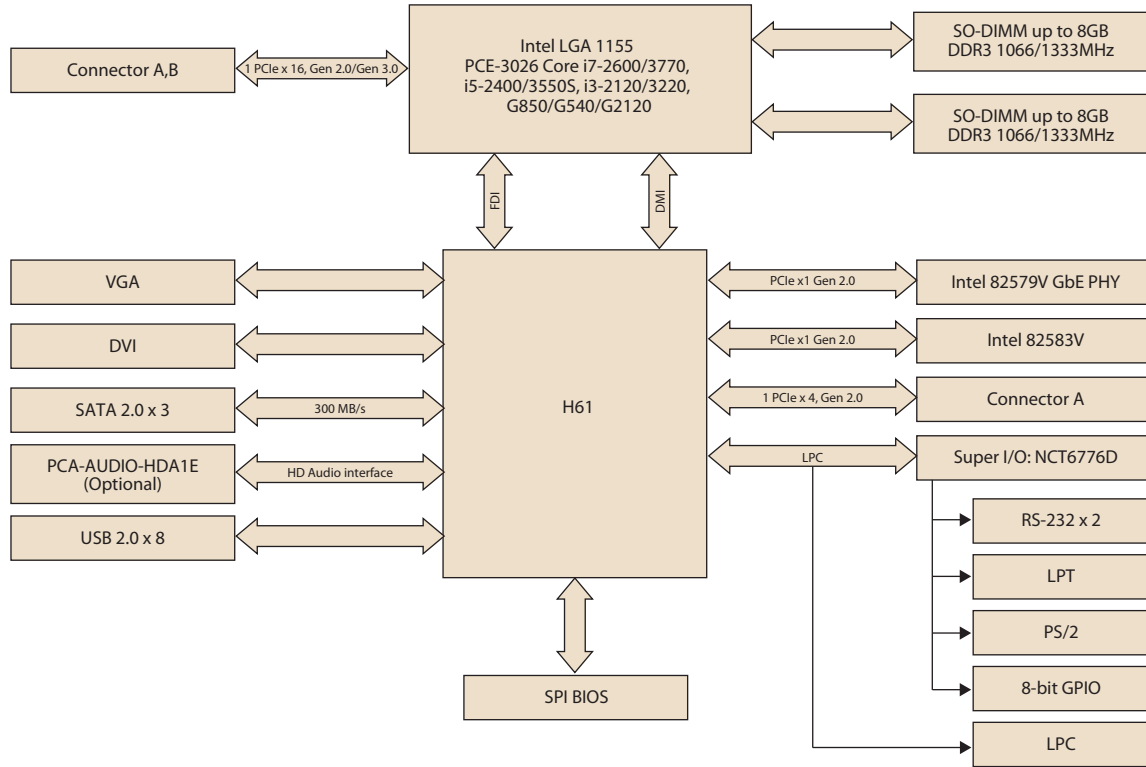 Connector A,B
1 PCIe x 16, Gen 2.0/Gen 3.0
Intel LGA 1155
PCE-3026 Core i7-2600/3770,
i5-2400/3550S, i3-2120/3220,
G850/G540/G2120
SO-DIMM up to 8GB
DDR3 1066/1333MHz
SO-DIMM up to 8GB
DDR3 1066/1333MHz
FDI
DMI
VGA
DVI
SATA 2.0 x 3
300 MB/s
PCA-AUDIO-HDA1E
(Optional)
HD Audio interface
USB 2.0 x 8
H61
PCIe x1 Gen 2.0
Intel 82579V GbE PHY
PCIe x1 Gen 2.0
Intel 82583V
1 PCIe x 4, Gen 2.0
Connector A
LPC
Super I/O: NCT6776D
RS-232 x 2
LPT
PS/2
8-bit GPIO
LPC
SPI BIOS